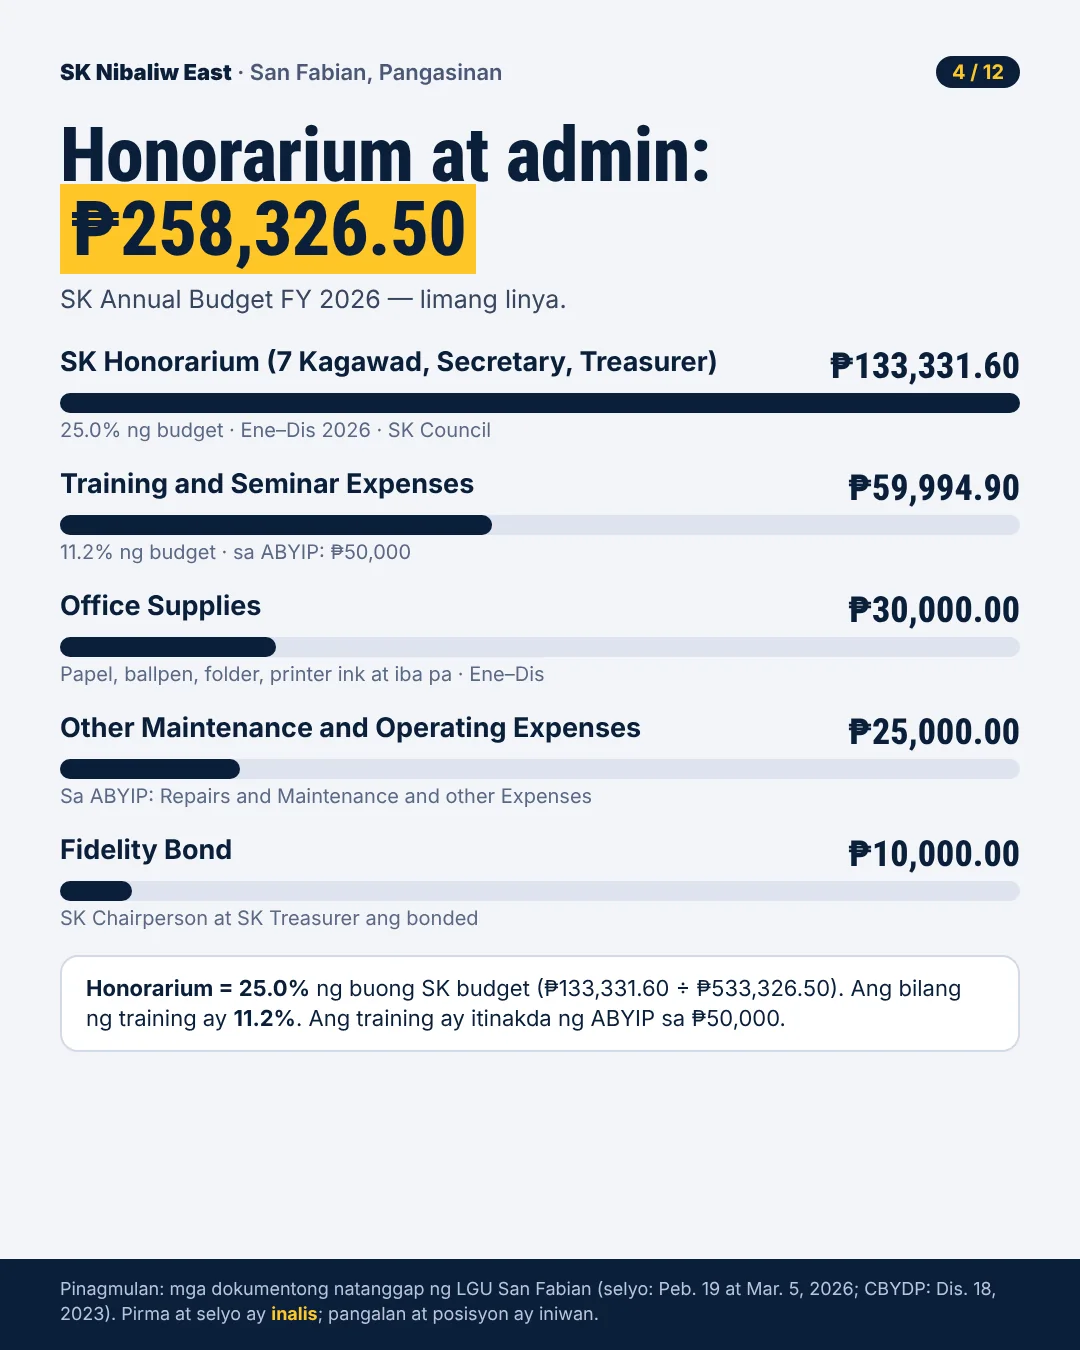 SK Nibaliw East · San Fabian, Pangasinan
4 / 12
Honorarium at admin:
₱258,326.50
SK Annual Budget FY 2026 — limang linya.
SK Honorarium (7 Kagawad, Secretary, Treasurer)
₱133,331.60
25.0% ng budget · Ene–Dis 2026 · SK Council
Training and Seminar Expenses
₱59,994.90
11.2% ng budget · sa ABYIP: ₱50,000
Office Supplies
₱30,000.00
Papel, ballpen, folder, printer ink at iba pa · Ene–Dis
Other Maintenance and Operating Expenses
₱25,000.00
Sa ABYIP: Repairs and Maintenance and other Expenses
Fidelity Bond
₱10,000.00
SK Chairperson at SK Treasurer ang bonded
Honorarium = 25.0% ng buong SK budget (₱133,331.60 ÷ ₱533,326.50). Ang bilang
ng training ay 11.2%. Ang training ay itinakda ng ABYIP sa ₱50,000.
Pinagmulan: mga dokumentong natanggap ng LGU San Fabian (selyo: Peb. 19 at Mar. 5, 2026; CBYDP: Dis. 18,
2023). Pirma at selyo ay inalis; pangalan at posisyon ay iniwan.